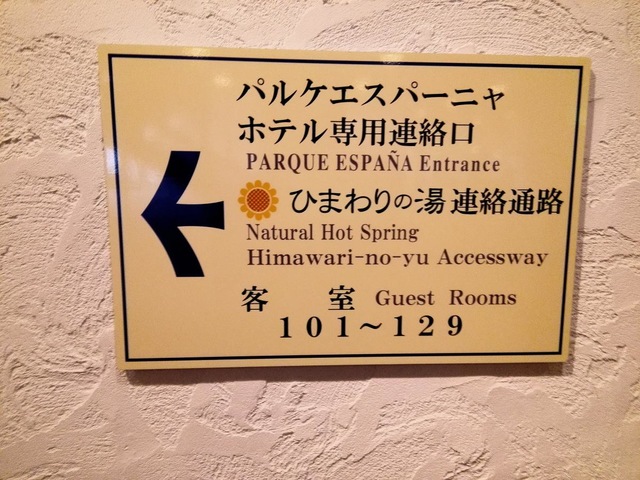 パルケエスパーニャ
ホテル専用連絡口
PARQUE ESPAÑA Entrance
ひまわりの湯連絡通路
Natural Hot Spring
Himawari-no-yu Accessway
客 室 Guest Rooms
101～129